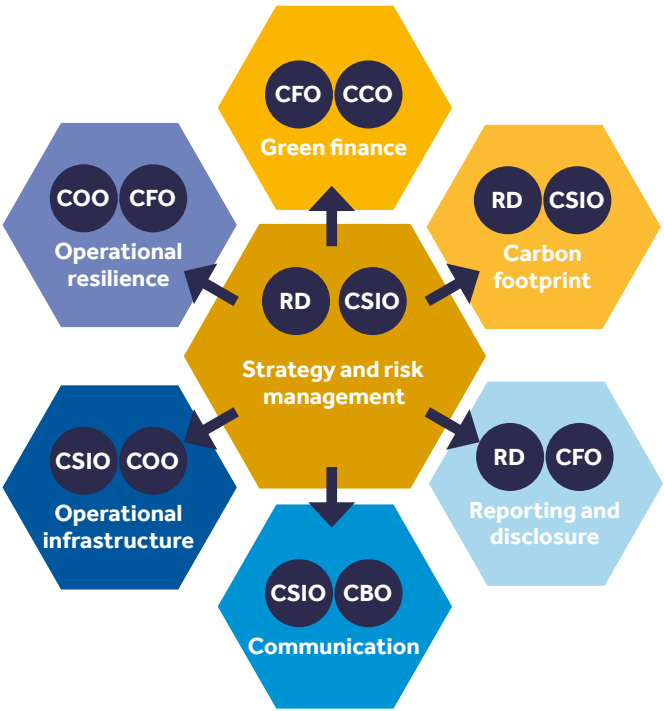 CFO CCO
Green finance
COO CFO
Operational
resilience
RD CSIO
Carbon
footprint
RD CSIO
Strategy and risk
management
CSIO COO
Operational
infrastructure
RD CFO
Reporting and
disclosure
CSIO CBO
Communication